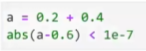 a = 0.2 + 0.4
abs(a-0.6) < 1e-7